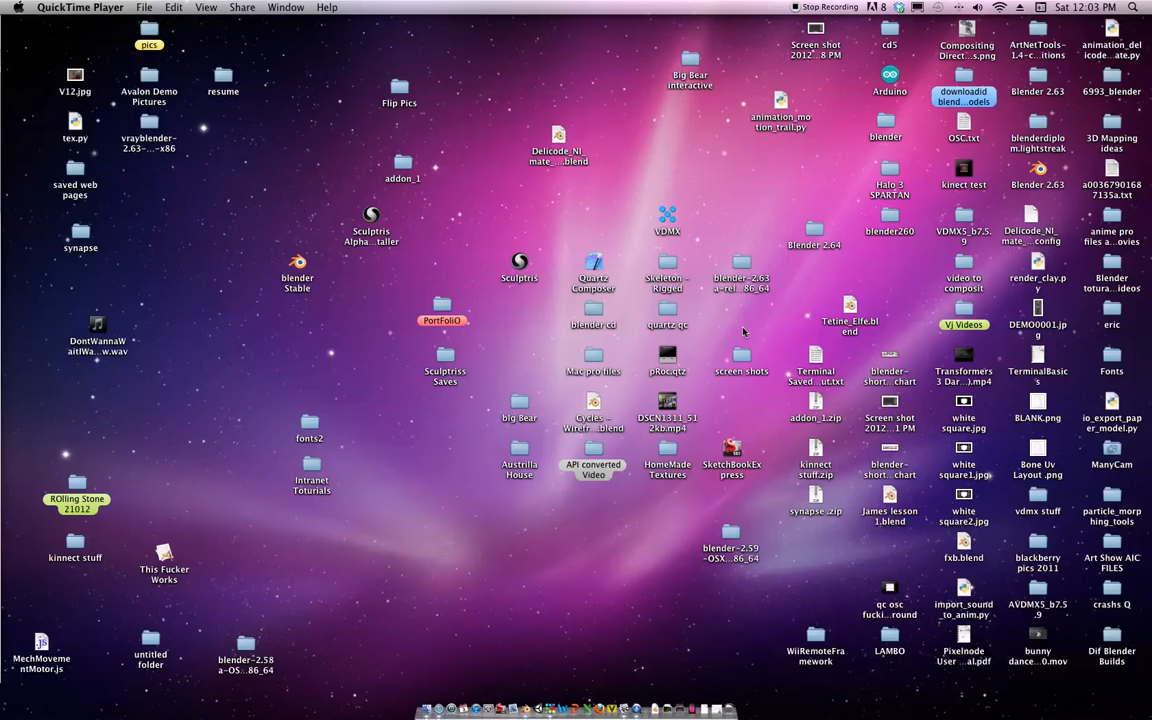 QuickTime Player File Edit View Share Window Help
Stop Recording 8 Sat 12:03 PM
pics
Screen shot
2012...8 PM
cd5
Compositing
Direct...s.png
ArtNetTools-
1.4-c...itions
animation_del
icode...ate.py
V12.jpg
Avalon Demo
Pictures
resume
Flip Pics
Big Bear
interactive
animation_mo
tion_trail.py
Arduino
downloadid
blend...odels
Blender 2.63
6993_blender
tex.py
vrayblender-
2.63-...-x86
Delicode_NI
mate_....blend
blender
OSC.txt
blenderdiplo
m.lightstreak
3D Mapping
ideas
saved web
pages
addon_1
Halo 3
SPARTAN
kinect test
Blender 2.63
a0036790168
7135a.txt
synapse
Sculptris
Alpha...taller
VDMX
Blender 2.64
blender260
VDMX5_b7.5.
9
Delicode_NI_
mate_...config
anime pro
files a...ovies
blender
Stable
Sculptris
Quartz
Composer
Skeleton -
Rigged
blender-2.63
a-rel...86_64
video to
composit
render_clay.p
y
Blender
totura...ideos
DontWanna
WaitlWa...w.wav
PortFoliO
blender cd
quartz qc
Tetine_Elfe.bl
end
Vj Videos
DEMO0001.jp
g
eric
Sculptriss
Saves
Mac pro files
pRoc.qtz
screen shots
Terminal
Saved...ut.txt
blender-
short...chart
Transformers
3 Dar...).mp4
TerminalBasic
s
Fonts
fonts2
bIg Bear
Cycles -
Wirefr...blend
DSCN1311_51
2kb.mp4
addon_1.zip
Screen shot
2012...1 PM
white
square.jpg
BLANK.png
io_export_pa
per_model.py
Intranet
Toturials
Austrilla
House
API converted
Video
HomeMade
Textures
SketchBookEx
press
kinnect
stuff.zip
blender-
short...chart
white
square1.jpg
Bone Uv
Layout .png
ManyCam
ROlling Stone
21012
synapse .zip
James lesson
1.blend
white
square2.jpg
vdmx stuff
particle_morp
hing_tools
kinnect stuff
This Fucker
Works
blender-2.59
-OSX...86_64
fxb.blend
blackberry
pics 2011
Art Show AIC
FILES
qc osc
fucki...round
import_sound
_to_anim.py
AVDMX5_b7.5
.9
crashs Q
MechMoveme
ntMotor.js
untitled
folder
blender-2.58
a-OS...86_64
WiiRemoteFra
mework
LAMBO
Pixelnode
User ...al.pdf
bunny
dance...0.mov
Dif Blender
Builds